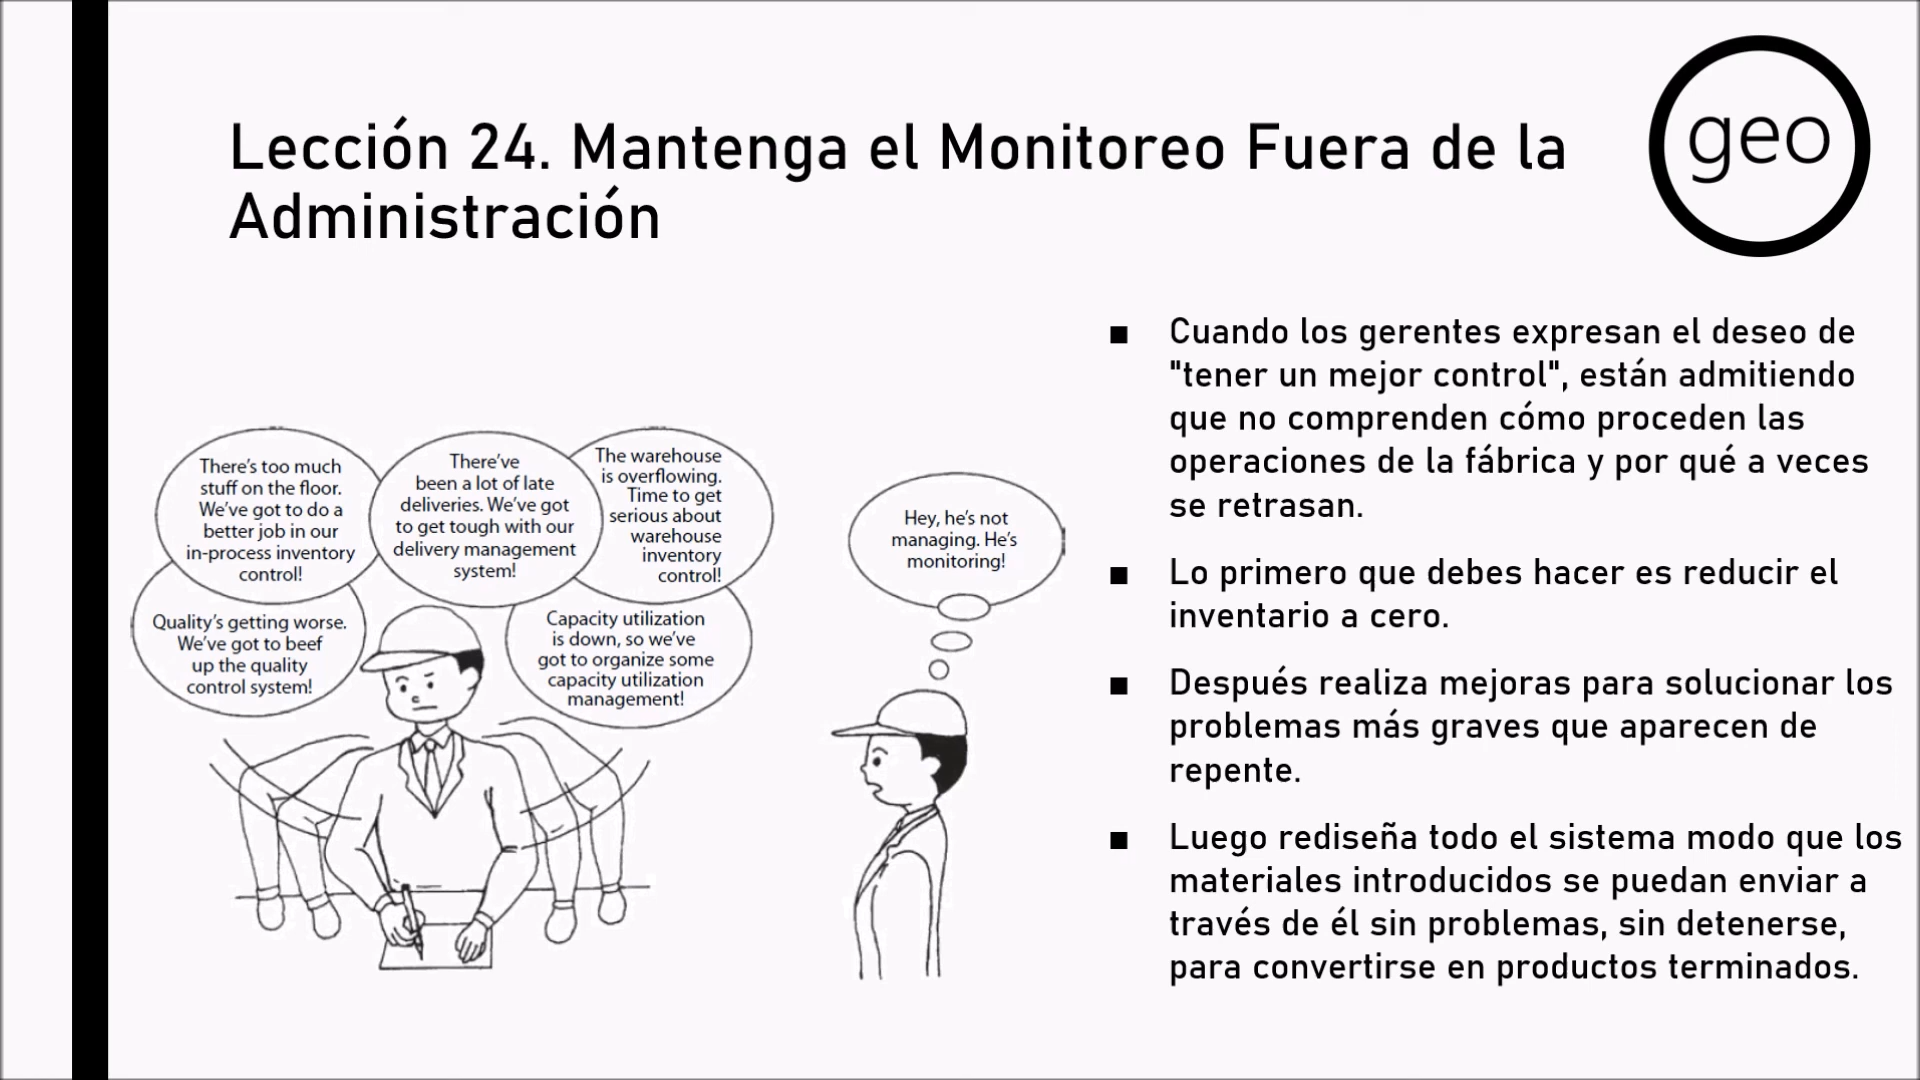 Lección 24. Mantenga el Monitoreo Fuera de la
Administración
geo
There's too much
stuff on the floor.
We've got to do a
better job in our
in-process inventory
control!
There've
been a lot of late
deliveries. We've got
to get tough with our
delivery management
system!
The warehouse
is overflowing.
Time to get
serious about
warehouse
inventory
control!
Quality's getting worse.
We've got to beef
up the quality
control system!
Capacity utilization
is down, so we've
got to organize some
capacity utilization
management!
Hey, he's not
managing. He's
monitoring!
■ Cuando los gerentes expresan el deseo de
"tener un mejor control", están admitiendo
que no comprenden cómo proceden las
operaciones de la fábrica y por qué a veces
se retrasan.
■ Lo primero que debes hacer es reducir el
inventario a cero.
■ Después realiza mejoras para solucionar los
problemas más graves que aparecen de
repente.
■ Luego rediseña todo el sistema modo que los
materiales introducidos se puedan enviar a
través de él sin problemas, sin detenerse,
para convertirse en productos terminados.